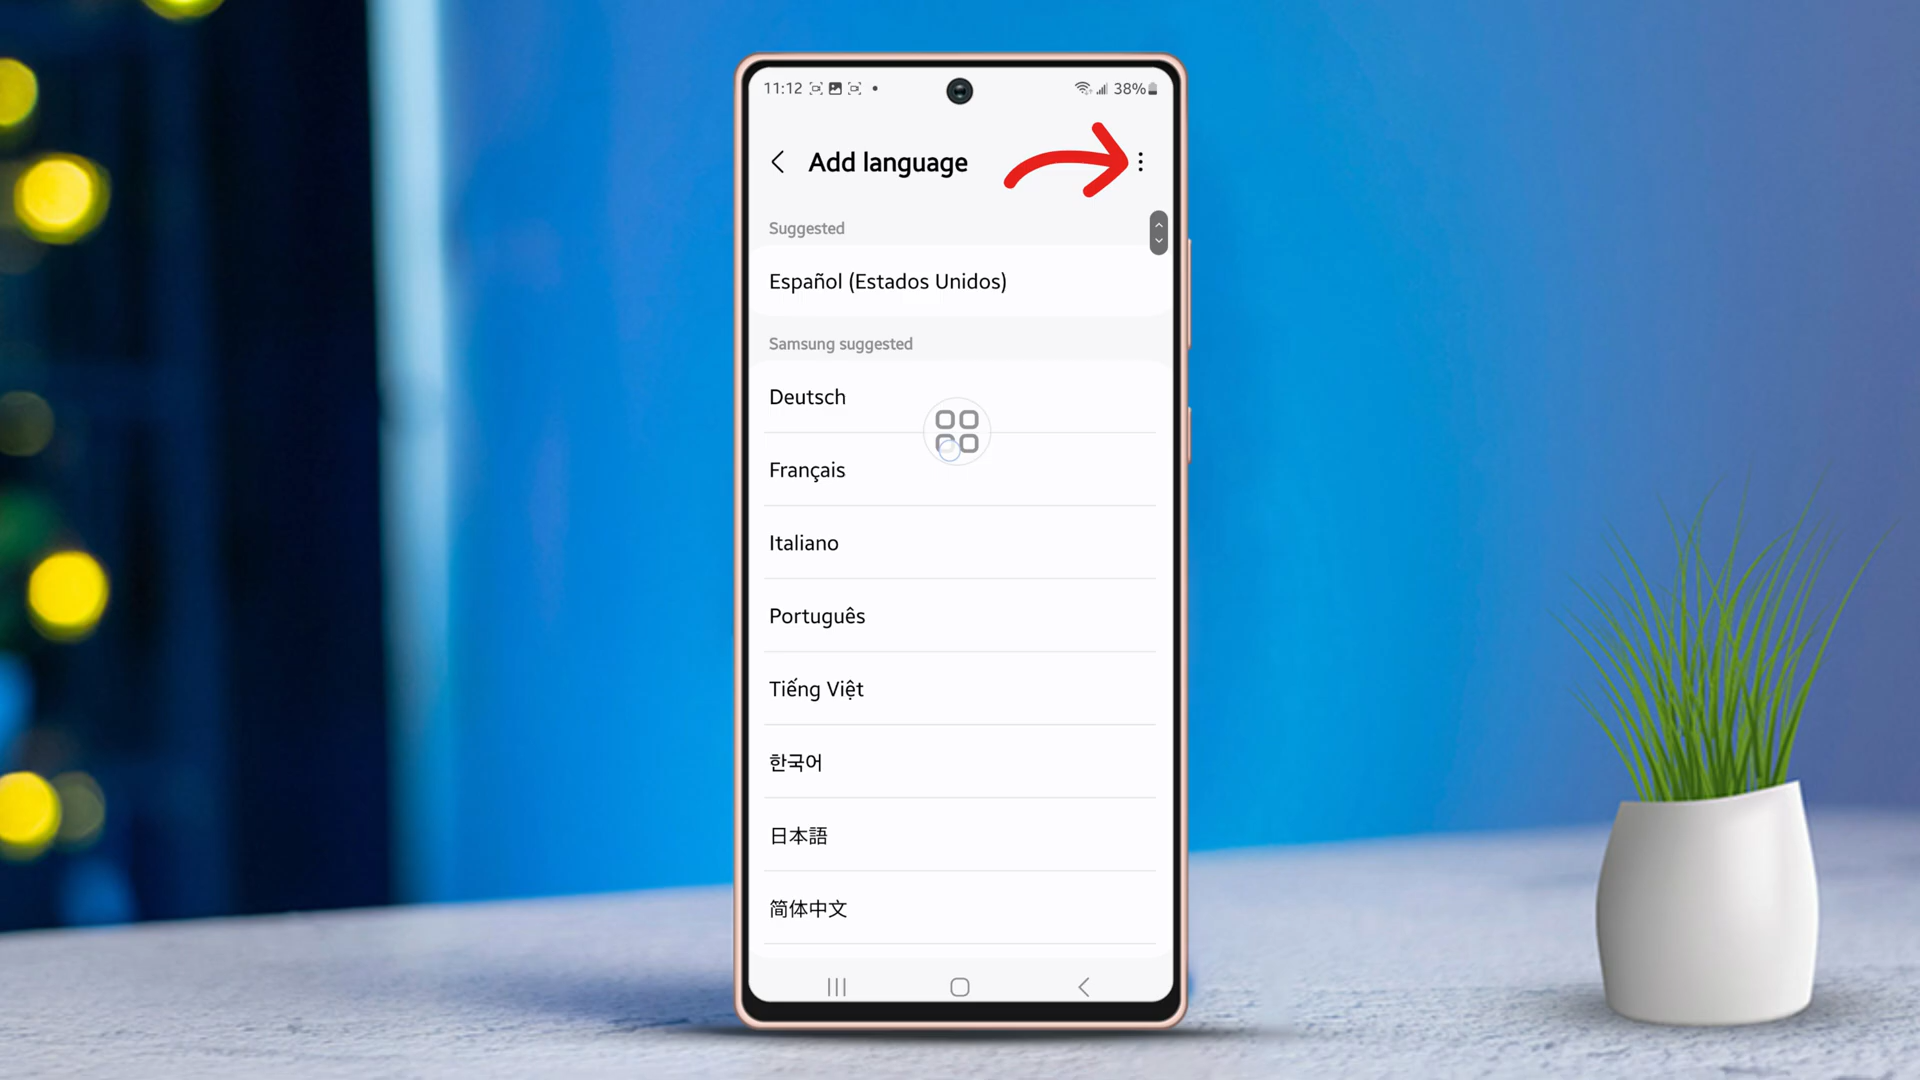 11:12
38%
Add language
Suggested
Español (Estados Unidos)
Samsung suggested
Deutsch
Français
Italiano
Português
Tiếng Việt
한국어
日本語
简体中文